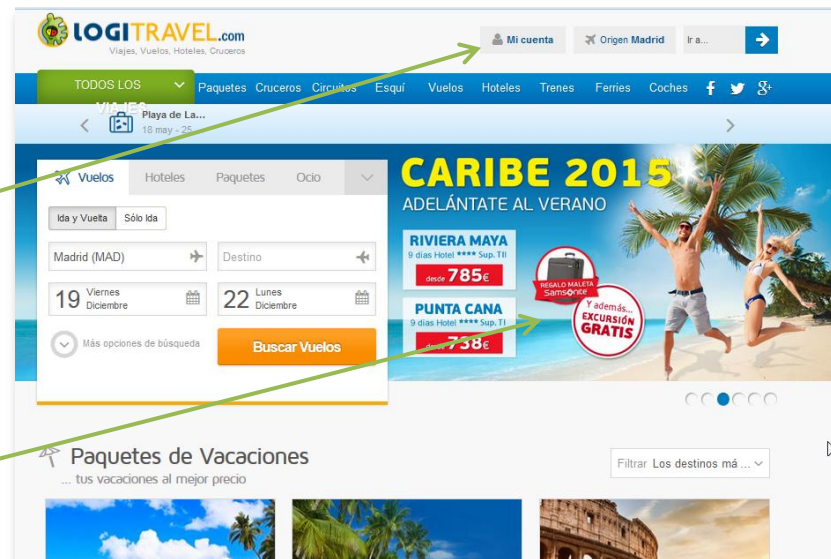 LOGITRAVEL.com
Viajes, Vuelos, Hoteles, Cruceros
Mi cuenta
Origen Madrid
Ir a...
TODOS LOS VIAJES
Paquetes Cruceros Circuitos Esquí Vuelos Hoteles Trenes Ferries Coches
Playa de La...
18 may - 25
Vuelos Hoteles Paquetes Ocio
Ida y Vuelta Sólo Ida
Madrid (MAD)
Destino
19 Viernes Diciembre
22 Lunes Diciembre
Más opciones de búsqueda
Buscar Vuelos
CARIBE 2015
ADELÁNTATE AL VERANO
RIVIERA MAYA
9 días Hotel **** Sup. TI
desde 785€
PUNTA CANA
9 días Hotel **** Sup. TI
desde 738€
REGALO MALETA
Samsonite
Y además...
EXCURSIÓN
GRATIS
Paquetes de Vacaciones
... tus vacaciones al mejor precio
Filtrar Los destinos má ...